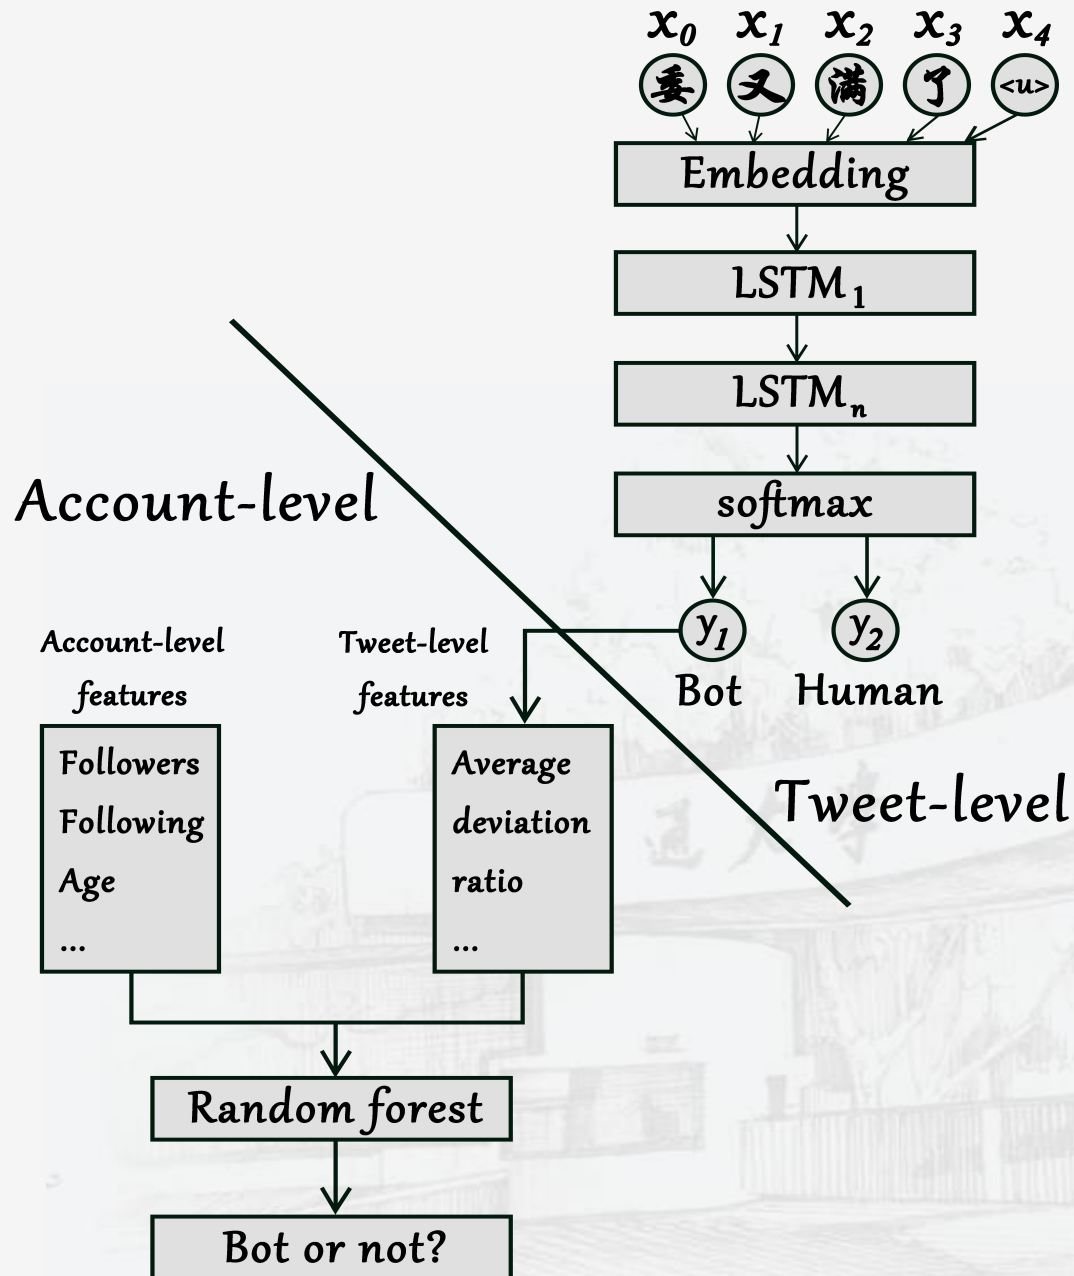 x0 x1 x2 x3 x4
委 又 满 了 <u>
Embedding
LSTM1
LSTMn
softmax
y1 y2
Bot Human
Account-level
Tweet-level
Account-level
features
Followers
Following
Age
...
Tweet-level
features
Average
deviation
ratio
...
Random forest
Bot or not?
大學